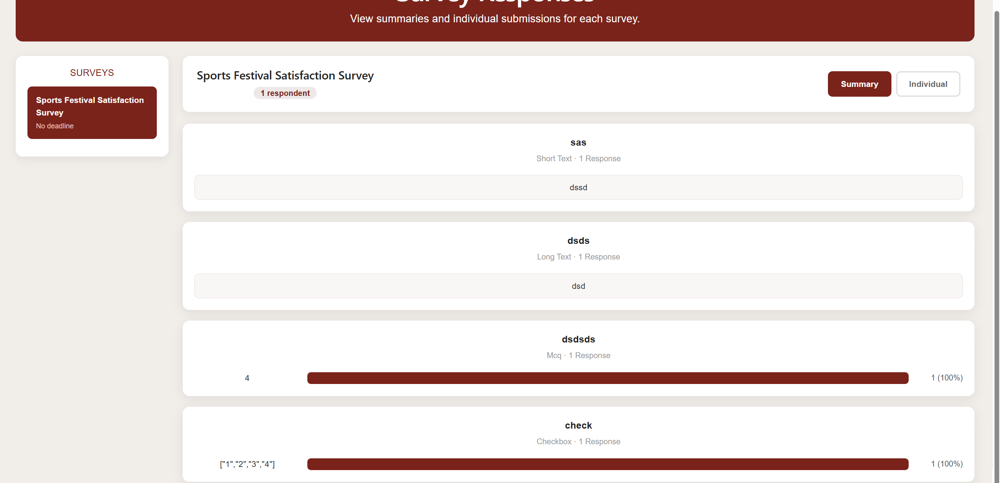 Survey Responses
View summaries and individual submissions for each survey.
SURVEYS
Sports Festival Satisfaction
Survey
No deadline
Sports Festival Satisfaction Survey
1 respondent
Summary
Individual
sas
Short Text · 1 Response
dssd
dsds
Long Text · 1 Response
dsd
dsdsds
Mcq · 1 Response
4
1 (100%)
check
Checkbox · 1 Response
["1","2","3","4"]
1 (100%)